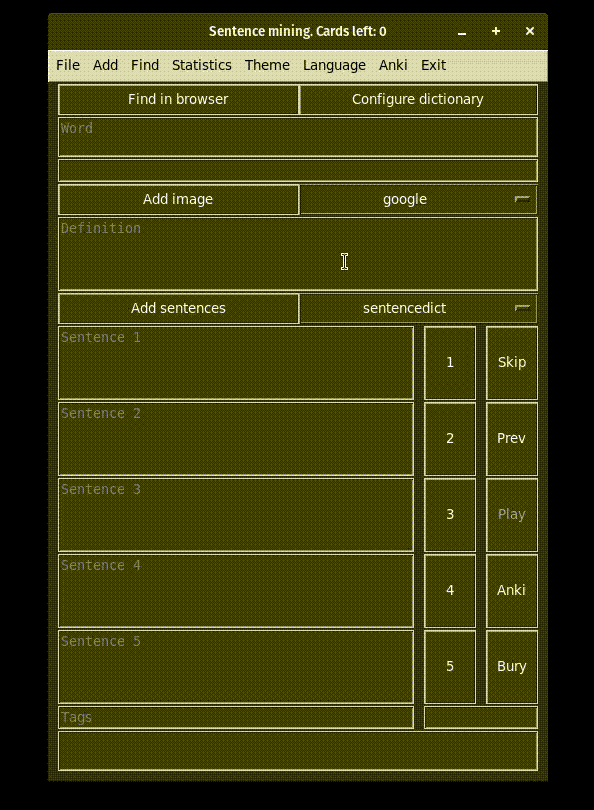 Sentence mining. Cards left: 0
File Add Find Statistics Theme Language Anki Exit
Find in browser Configure dictionary
Word
Add image google
Definition
Add sentences sentencedict
Sentence 1 1 Skip
Sentence 2 2 Prev
Sentence 3 3 Play
Sentence 4 4 Anki
Sentence 5 5 Bury
Tags